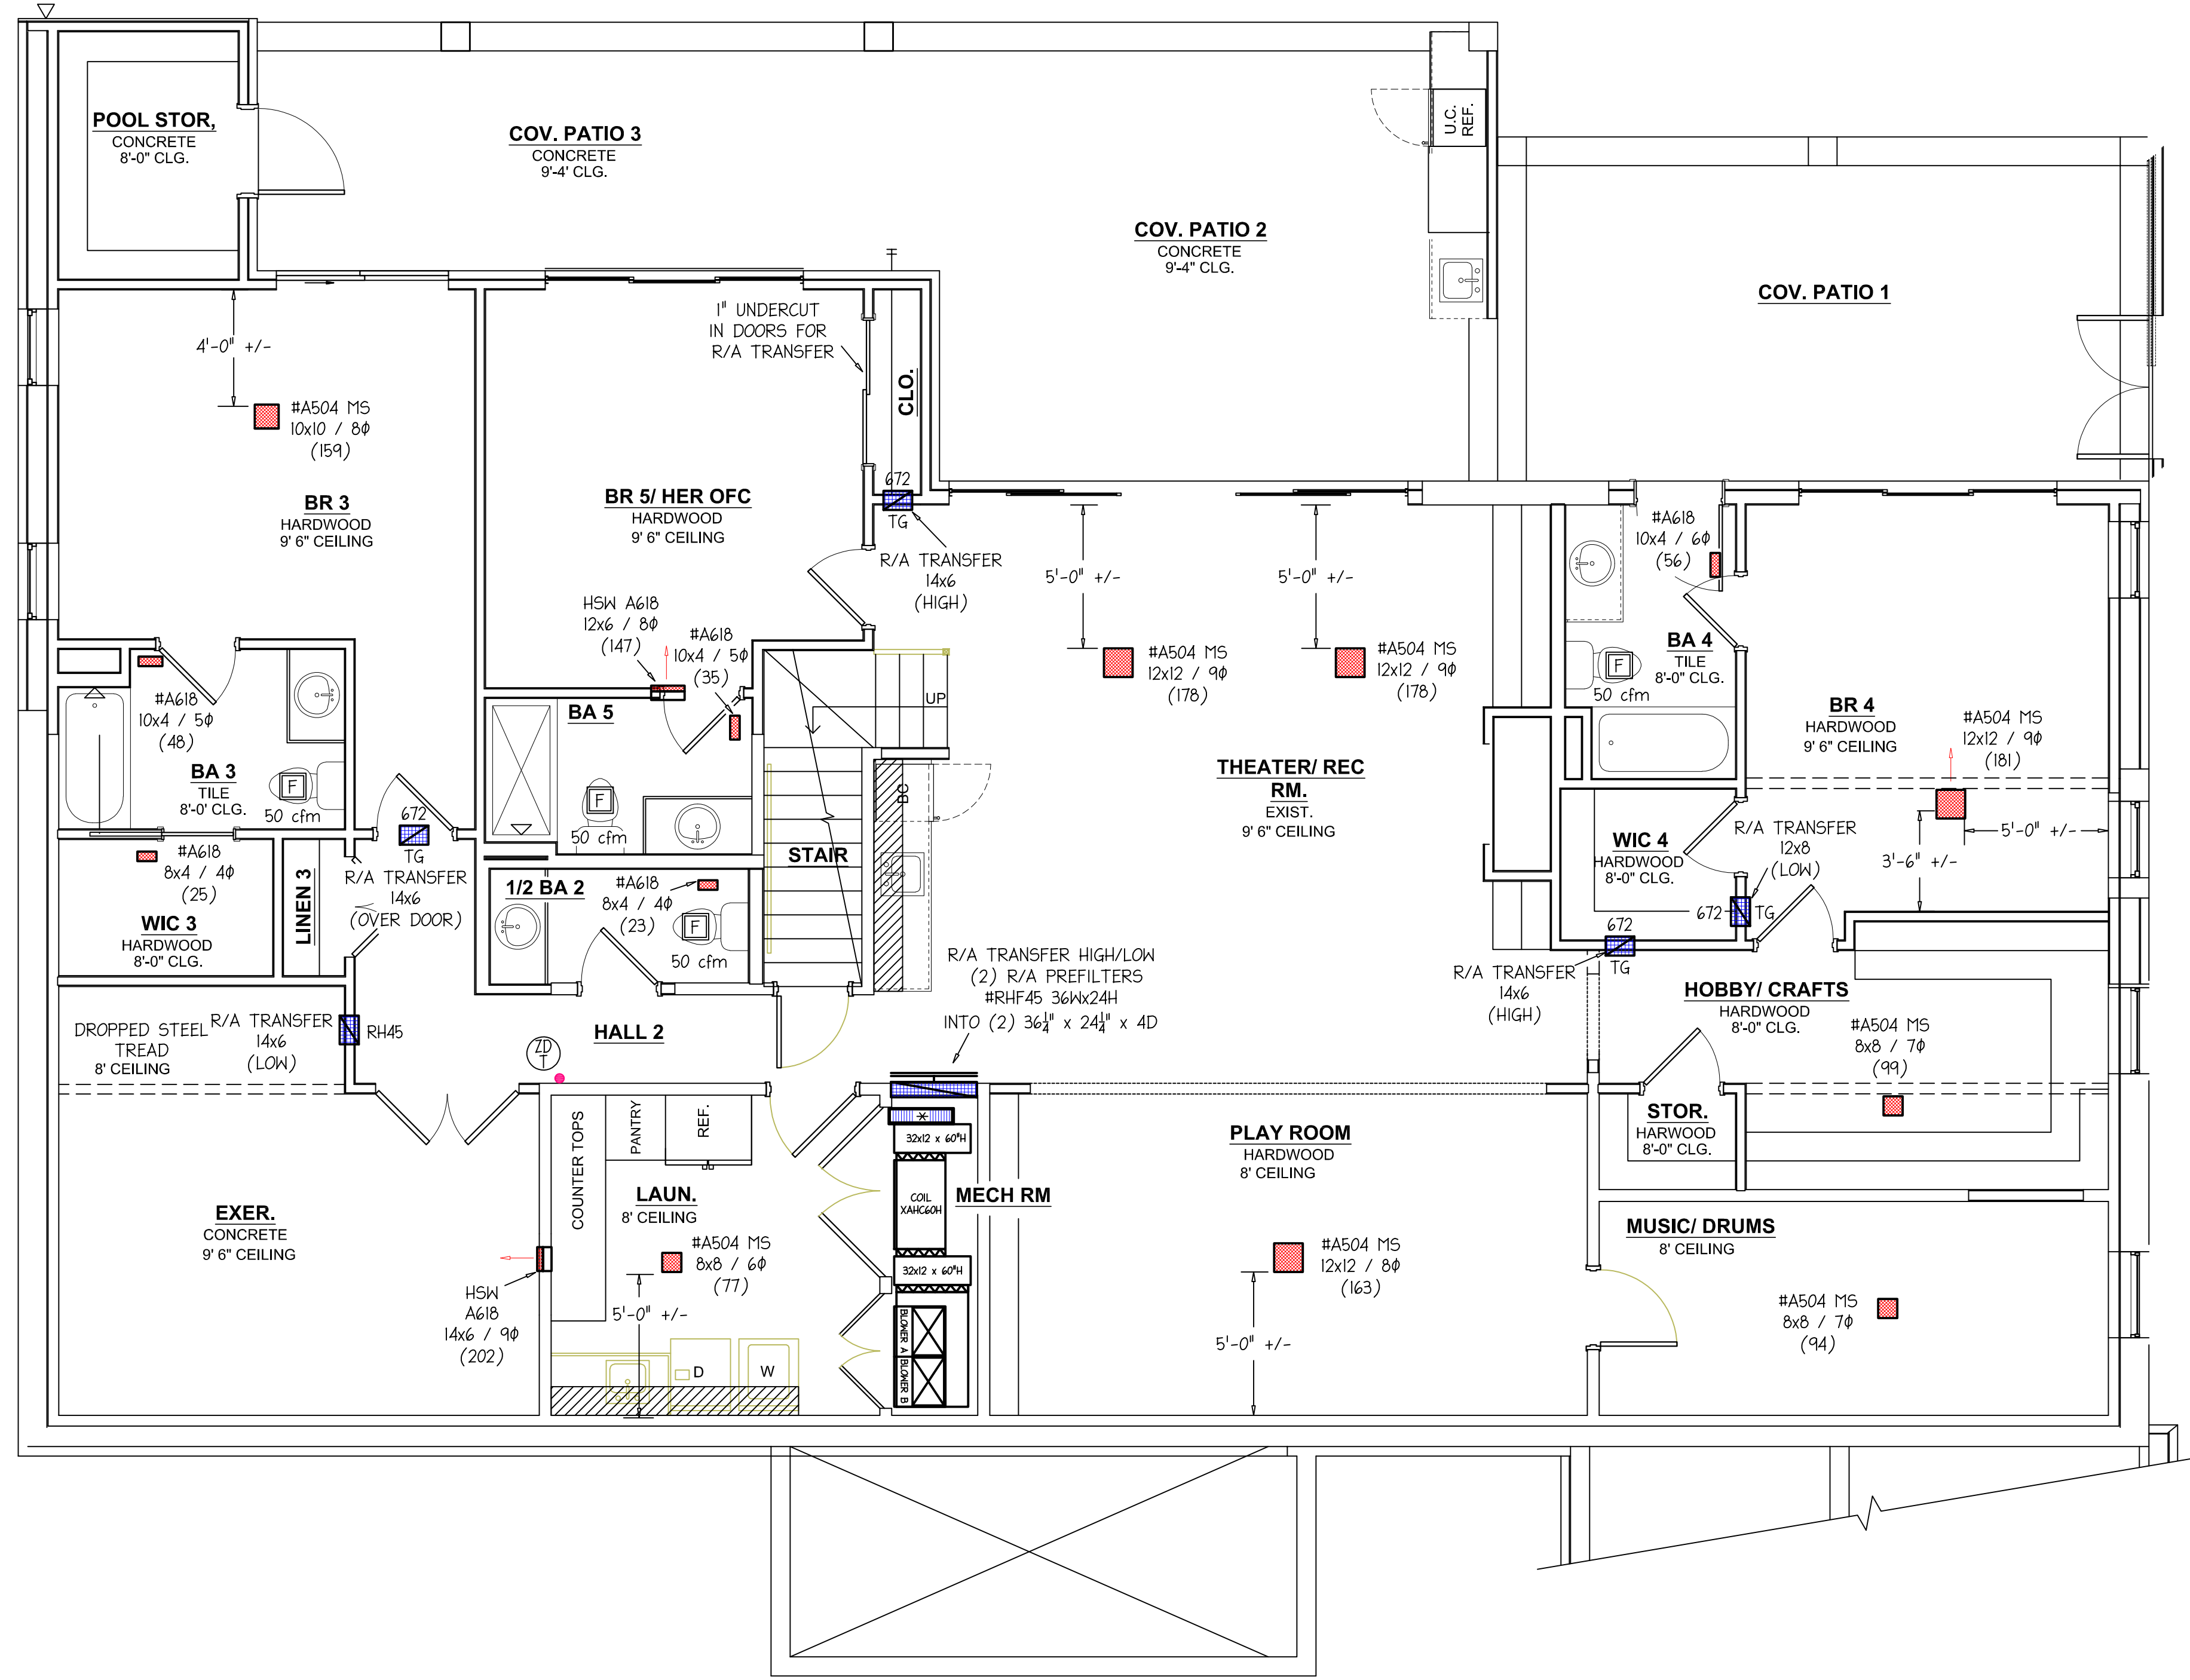 POOL STOR,
CONCRETE
8'-0" CLG.
COV. PATIO 3
CONCRETE
9'-4' CLG.
COV. PATIO 2
CONCRETE
9'-4" CLG.
U.C.
REF.
COV. PATIO 1
4'-0" +/-
#A504 MS
10x10 / 8ϕ
(159)
BR 3
HARDWOOD
9' 6" CEILING
1" UNDERCUT
IN DOORS FOR
R/A TRANSFER
CLO.
BR 5/ HER OFC
HARDWOOD
9' 6" CEILING
672
TG
R/A TRANSFER
14x6
(HIGH)
HSW A618
12x6 / 8ϕ
(147)
#A618
10x4 / 5ϕ
(35)
5'-0" +/-
5'-0" +/-
#A504 MS
12x12 / 9ϕ
(178)
#A504 MS
12x12 / 9ϕ
(178)
#A618
10x4 / 6ϕ
(56)
BA 4
TILE
8'-0" CLG.
F
50 cfm
BR 4
HARDWOOD
9' 6" CEILING
#A504 MS
12x12 / 9ϕ
(181)
5'-0" +/-
3'-6" +/-
#A618
10x4 / 5ϕ
(48)
BA 3
TILE
8'-0' CLG.
F
50 cfm
BA 5
F
50 cfm
UP
BC
STAIR
THEATER/ REC
RM.
EXIST.
9' 6" CEILING
WIC 4
HARDWOOD
8'-0" CLG.
R/A TRANSFER
12x8
(LOW)
672
TG
672
TG
R/A TRANSFER
14x6
(HIGH)
672
TG
R/A TRANSFER
14x6
(OVER DOOR)
#A618
8x4 / 4ϕ
(25)
WIC 3
HARDWOOD
8'-0" CLG.
LINEN 3
1/2 BA 2
#A618
8x4 / 4ϕ
(23)
F
50 cfm
R/A TRANSFER HIGH/LOW
(2) R/A PREFILTERS
#RHF45 36Wx24H
INTO (2) 36¼" x 24¼" x 4D
HOBBY/ CRAFTS
HARDWOOD
8'-0" CLG.
#A504 MS
8x8 / 7ϕ
(99)
DROPPED STEEL
TREAD
8' CEILING
R/A TRANSFER
14x6
(LOW)
RH45
ZD
T
HALL 2
STOR.
HARWOOD
8'-0" CLG.
COUNTER TOPS
PANTRY
REF.
32x12 x 60"H
COIL
XAHC60H
32x12 x 60"H
BLOWER A
BLOWER B
MECH RM
PLAY ROOM
HARDWOOD
8' CEILING
EXER.
CONCRETE
9' 6" CEILING
LAUN.
8' CEILING
#A504 MS
8x8 / 6ϕ
(77)
5'-0" +/-
HSW
A618
14x6 / 9ϕ
(202)
D
W
#A504 MS
12x12 / 8ϕ
(163)
5'-0" +/-
MUSIC/ DRUMS
8' CEILING
#A504 MS
8x8 / 7ϕ
(94)